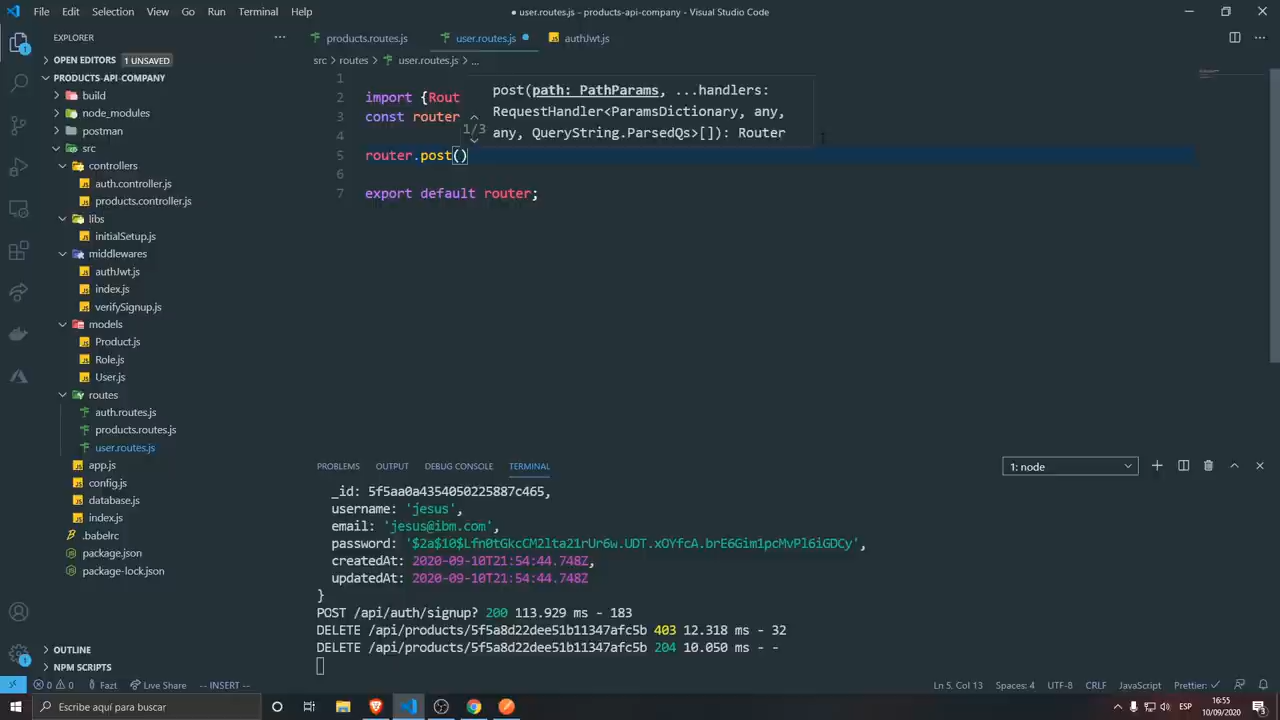 File Edit Selection View Go Run Terminal Help
● user.routes.js - products-api-company - Visual Studio Code
EXPLORER
products.routes.js user.routes.js authJwt.js
OPEN EDITORS 1 UNSAVED
src > routes > user.routes.js > ...
PRODUCTS-API-COMPANY
build
node_modules
postman
src
controllers
auth.controller.js
products.controller.js
libs
initialSetup.js
middlewares
authJwt.js
index.js
verifySignup.js
models
Product.js
Role.js
User.js
routes
auth.routes.js
products.routes.js
user.routes.js
app.js
config.js
database.js
index.js
.babelrc
package.json
package-lock.json
OUTLINE
NPM SCRIPTS
1
2 import {Rout
3 const router
4
5 router.post()
6
7 export default router;
1/3
post(path: PathParams, ...handlers:
RequestHandler<ParamsDictionary, any,
any, QueryString.ParsedQs>[]): Router
PROBLEMS OUTPUT DEBUG CONSOLE TERMINAL
1: node
_id: 5f5aa0a4354050225887c465,
username: 'jesus',
email: 'jesus@ibm.com',
password: '$2a$10$Lfn0tGkcCM2lta21rUr6w.UDT.xOYfcA.brE6Gim1pcMvPl6iGDCy',
createdAt: 2020-09-10T21:54:44.748Z,
updatedAt: 2020-09-10T21:54:44.748Z
}
POST /api/auth/signup? 200 113.929 ms - 183
DELETE /api/products/5f5a8d22dee51b11347afc5b 403 12.318 ms - 32
DELETE /api/products/5f5a8d22dee51b11347afc5b 204 10.050 ms - -
0 0 Fazt Live Share -- INSERT -- Ln 5, Col 13 Spaces: 4 UTF-8 CRLF JavaScript Prettier: ✓
Escribe aquí para buscar
ESP
16:55
10/09/2020
3